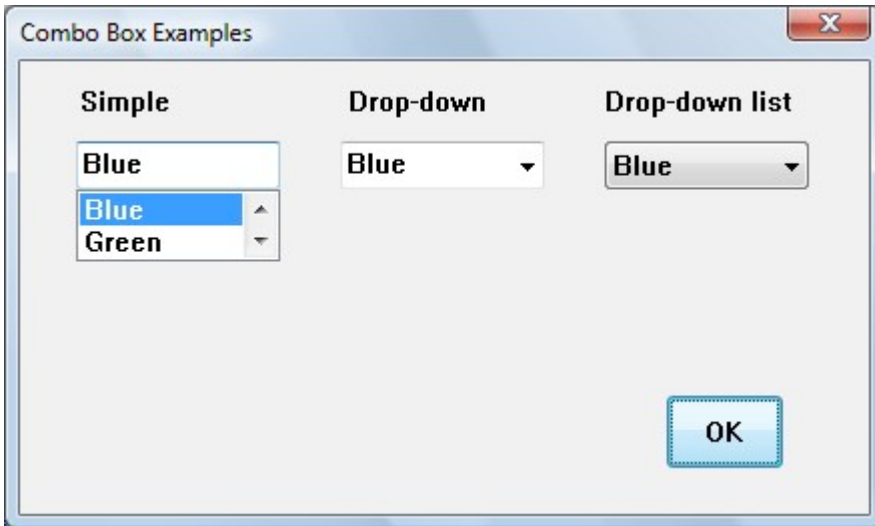 Combo Box Examples
Simple
Drop-down
Drop-down list
Blue
Blue
Blue
Blue
Green
OK